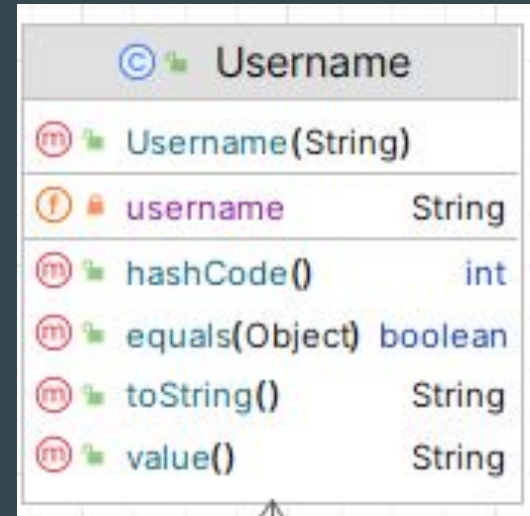 © Username
m Username(String)
f username String
m hashCode() int
m equals(Object) boolean
m toString() String
m value() String